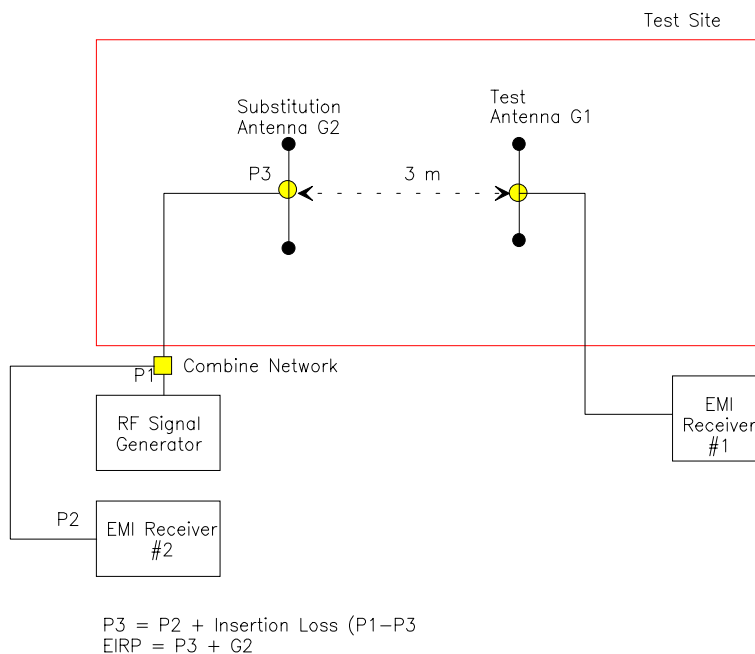 Test Site
Substitution
Antenna G2
Test
Antenna G1
P3
3 m
P1
Combine Network
RF Signal
Generator
EMI
Receiver
#1
P2
EMI Receiver
#2
P3 = P2 + Insertion Loss (P1-P3
EIRP = P3 + G2